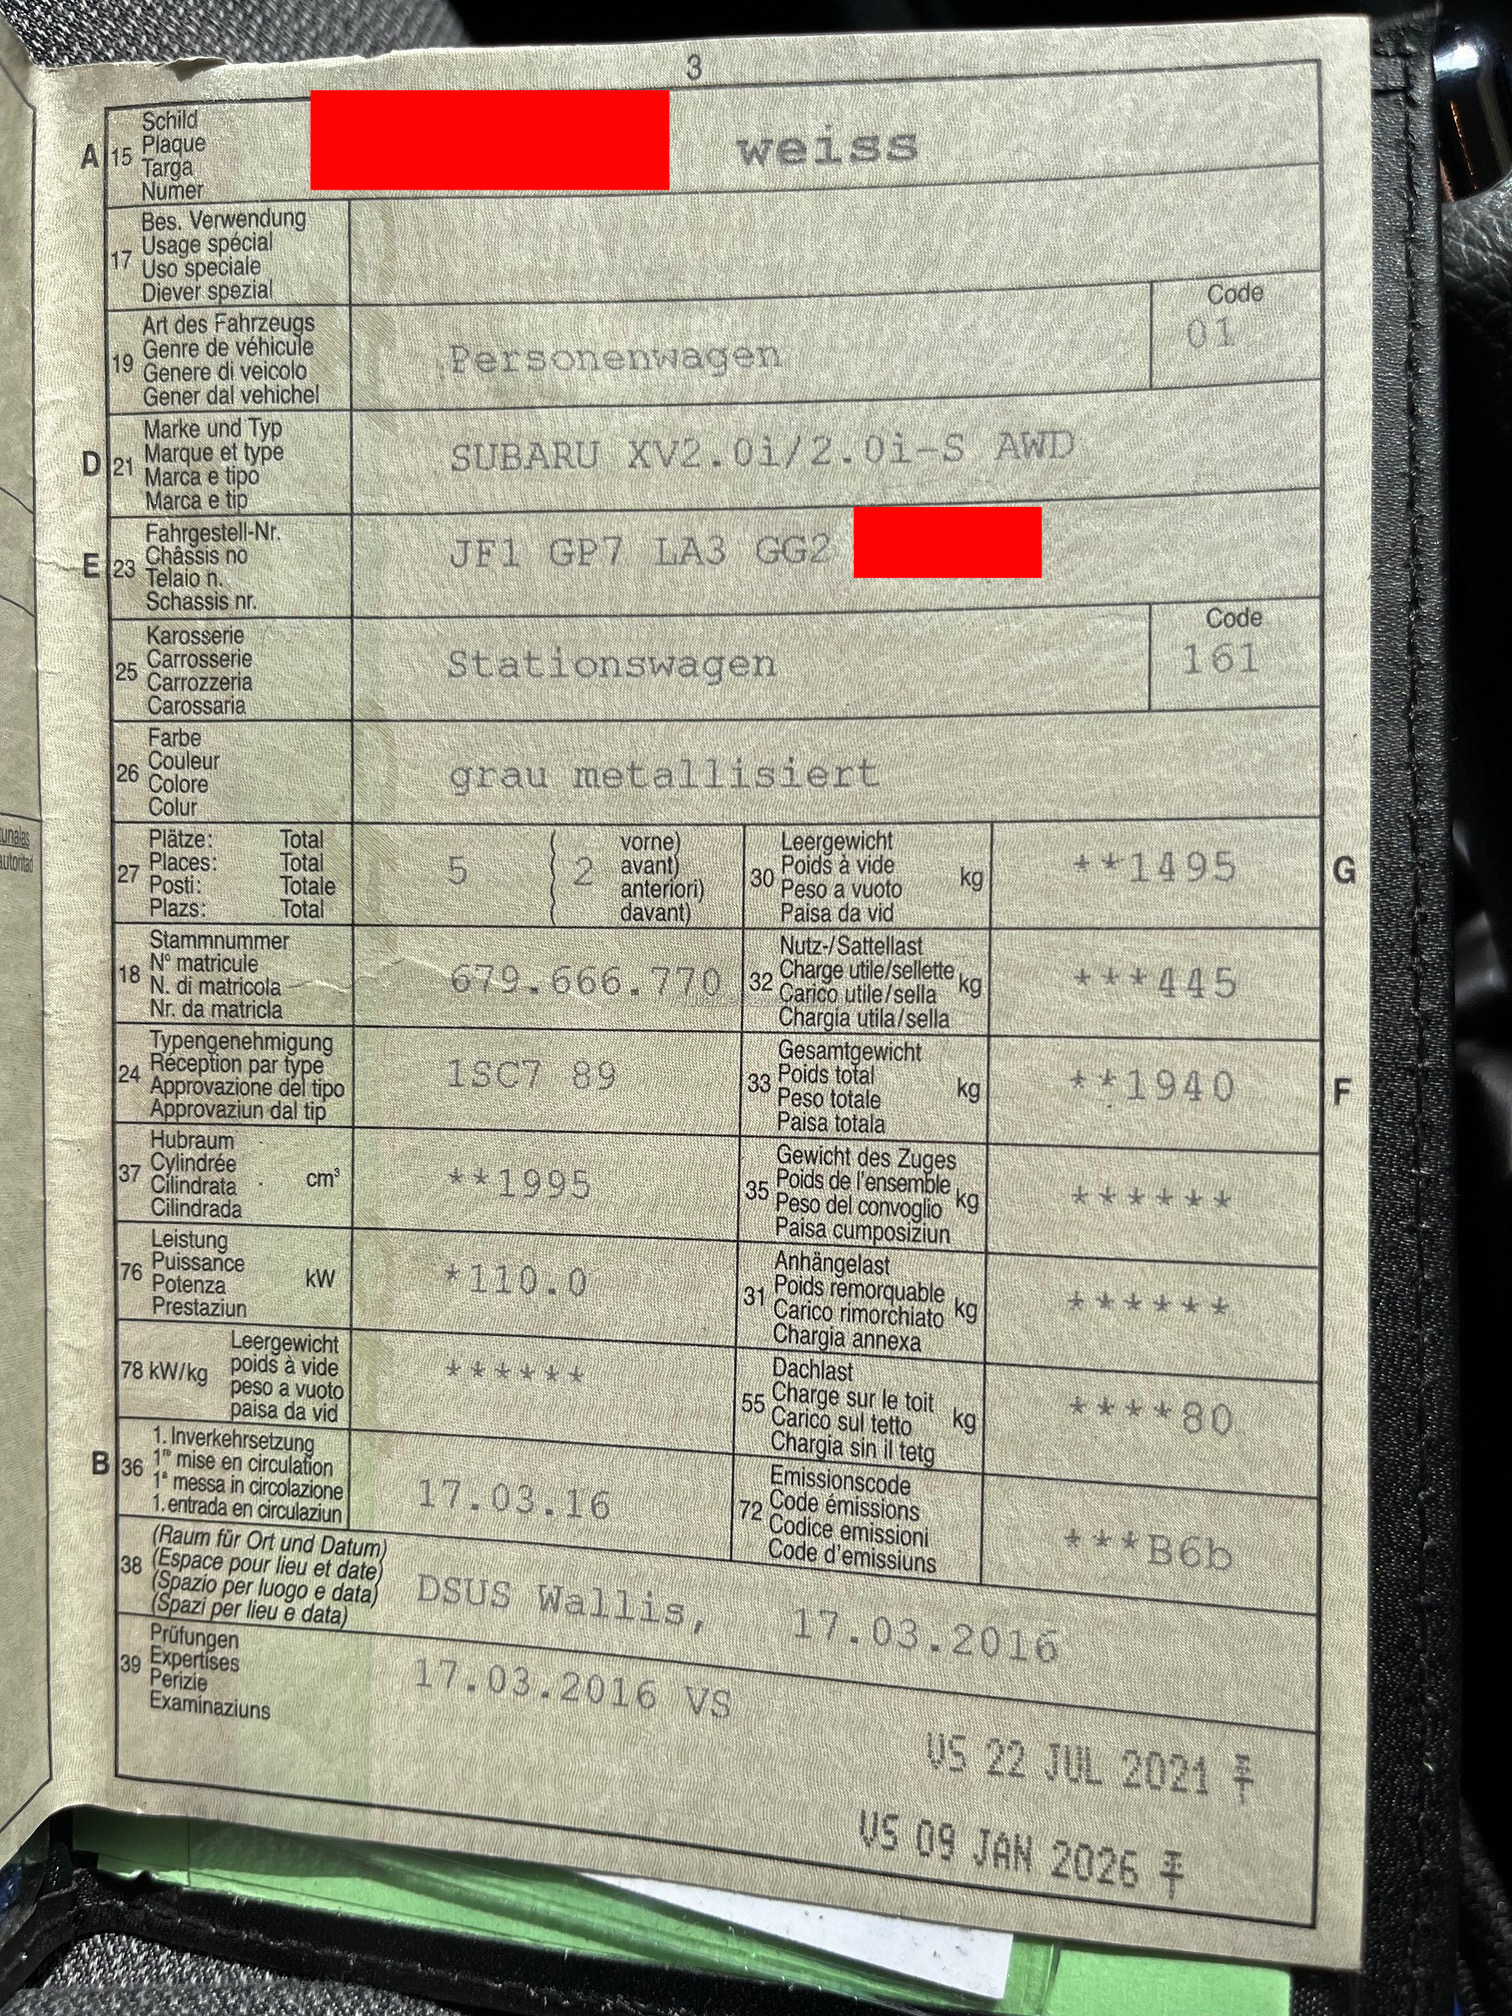 3
A 15 Schild
Plaque
Targa
Numer
weiss
17 Bes. Verwendung
Usage spécial
Uso speciale
Diever spezial
19 Art des Fahrzeugs
Genre de véhicule
Genere di veicolo
Gener dal vehichel
Personenwagen
Code
01
D 21 Marke und Typ
Marque et type
Marca e tipo
Marca e tip
SUBARU XV2.0i/2.0i-S AWD
E 23 Fahrgestell-Nr.
Châssis no
Telaio n.
Schassis nr.
JF1 GP7 LA3 GG2
25 Karosserie
Carrosserie
Carrozzeria
Carossaria
Stationswagen
Code
161
26 Farbe
Couleur
Colore
Colur
grau metallisiert
27 Plätze: Total
Places: Total
Posti: Totale
Plazs: Total
5 ( 2 vorne)
( avant)
( anteriori)
( davant)
30 Leergewicht
Poids à vide
Peso a vuoto
Paisa da vid
kg
**1495
G
18 Stammnummer
N° matricule
N. di matricola
Nr. da matricla
679.666.770
32 Nutz-/Sattellast
Charge utile/sellette
Carico utile/sella
Chargia utila/sella
kg
***445
24 Typengenehmigung
Réception par type
Approvazione del tipo
Approvaziun dal tip
1SC7 89
33 Gesamtgewicht
Poids total
Peso totale
Paisa totala
kg
**1940
F
37 Hubraum
Cylindrée
Cilindrata
Cilindrada
cm³
**1995
35 Gewicht des Zuges
Poids de l'ensemble
Peso del convoglio
Paisa cumposiziun
kg
******
76 Leistung
Puissance
Potenza
Prestaziun
kW
*110.0
31 Anhängelast
Poids remorquable
Carico rimorchiato
Chargia annexa
kg
******
78 kW/kg Leergewicht
poids à vide
peso a vuoto
paisa da vid
******
55 Dachlast
Charge sur le toit
Carico sul tetto
Chargia sin il tetg
kg
****80
B 36 1. Inverkehrsetzung
1re mise en circulation
1a messa in circolazione
1. entrada en circulaziun
17.03.16
72 Emissionscode
Code émissions
Codice emissioni
Code d'emissiuns
***B6b
38 (Raum für Ort und Datum)
(Espace pour lieu et date)
(Spazio per luogo e data)
(Spazi per lieu e data)
DSUS Wallis, 17.03.2016
39 Prüfungen
Expertises
Perizie
Examinaziuns
17.03.2016 VS
VS 22 JUL 2021
VS 09 JAN 2026